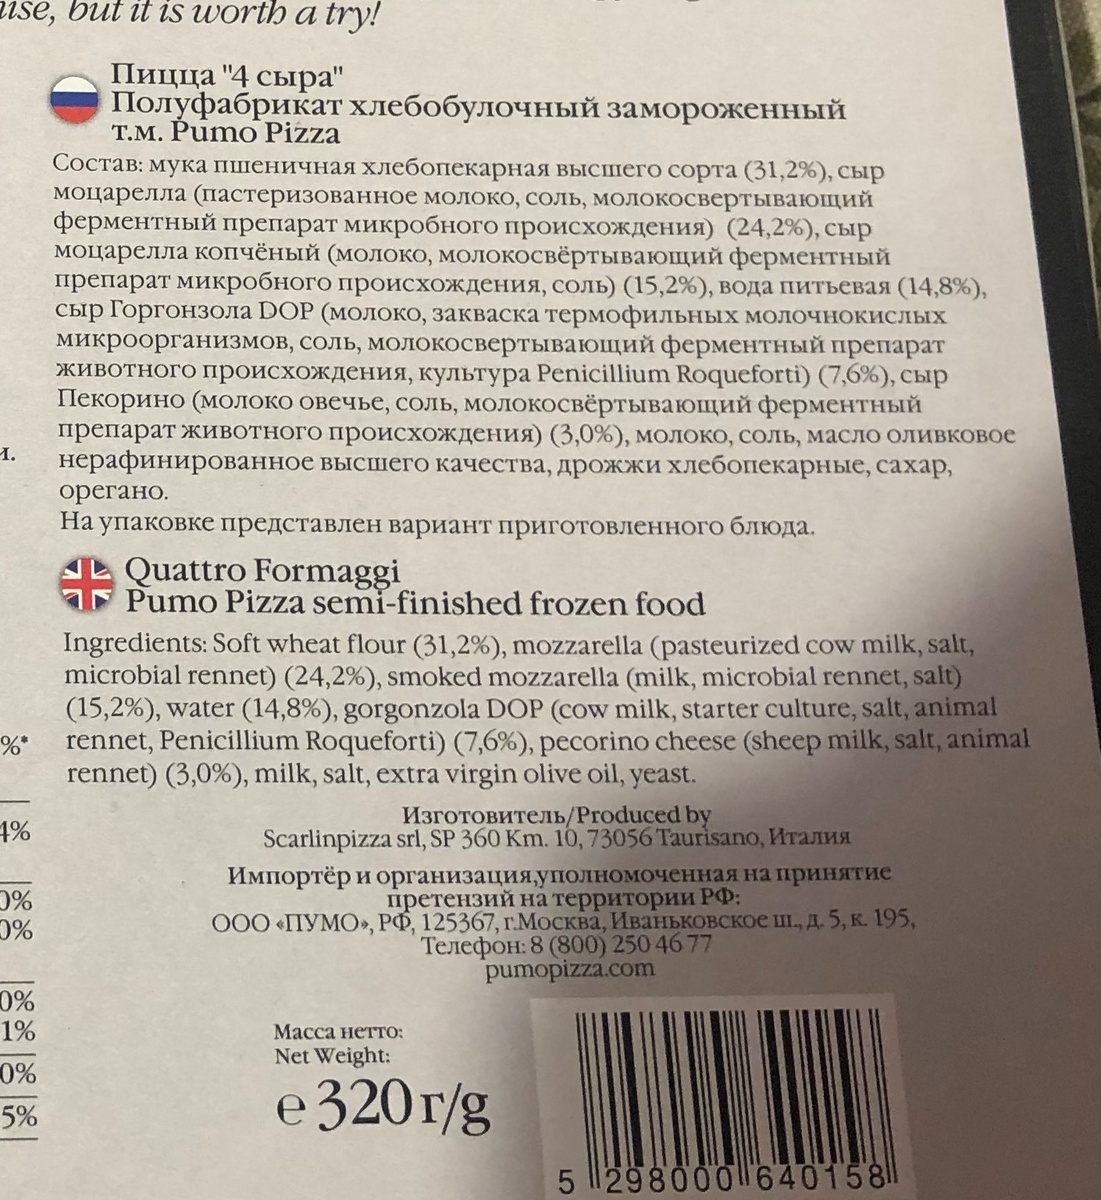 but it is worth a try!
Пицца "4 сыра"
Полуфабрикат хлебобулочный замороженный
т.м. Pumo Pizza
Состав: мука пшеничная хлебопекарная высшего сорта (31,2%), сыр
моцарелла (пастеризованное молоко, соль, молокосвертывающий
ферментный препарат микробного происхождения) (24,2%), сыр
моцарелла копчёный (молоко, молокосвёртывающий ферментный
препарат микробного происхождения, соль) (15,2%), вода питьевая (14,8%),
сыр Горгонзола DOP (молоко, закваска термофильных молочнокислых
микроорганизмов, соль, молокосвертывающий ферментный препарат
животного происхождения, культура Penicillium Roqueforti) (7,6%), сыр
Пекорино (молоко овечье, соль, молокосвёртывающий ферментный
препарат животного происхождения) (3,0%), молоко, соль, масло оливковое
нерафинированное высшего качества, дрожжи хлебопекарные, сахар,
орегано.
На упаковке представлен вариант приготовленного блюда.
Quattro Formaggi
Pumo Pizza semi-finished frozen food
Ingredients: Soft wheat flour (31,2%), mozzarella (pasteurized cow milk, salt,
microbial rennet) (24,2%), smoked mozzarella (milk, microbial rennet, salt)
(15,2%), water (14,8%), gorgonzola DOP (cow milk, starter culture, salt, animal
rennet, Penicillium Roqueforti) (7,6%), pecorino cheese (sheep milk, salt, animal
rennet) (3,0%), milk, salt, extra virgin olive oil, yeast.
%*
4%
0%
0%
0%
1%
0%
5%
Изготовитель/Produced by
Scarlinpizza srl, SP 360 Km. 10, 73056 Taurisano, Италия
Импортёр и организация,уполномоченная на принятие
претензий на территории РФ:
ООО «ПУМО», РФ, 125367, г.Москва, Иваньковское ш., д. 5, к. 195,
Телефон: 8 (800) 250 46 77
pumopizza.com
Масса нетто:
Net Weight:
e 320 г/g
5 298000 640158